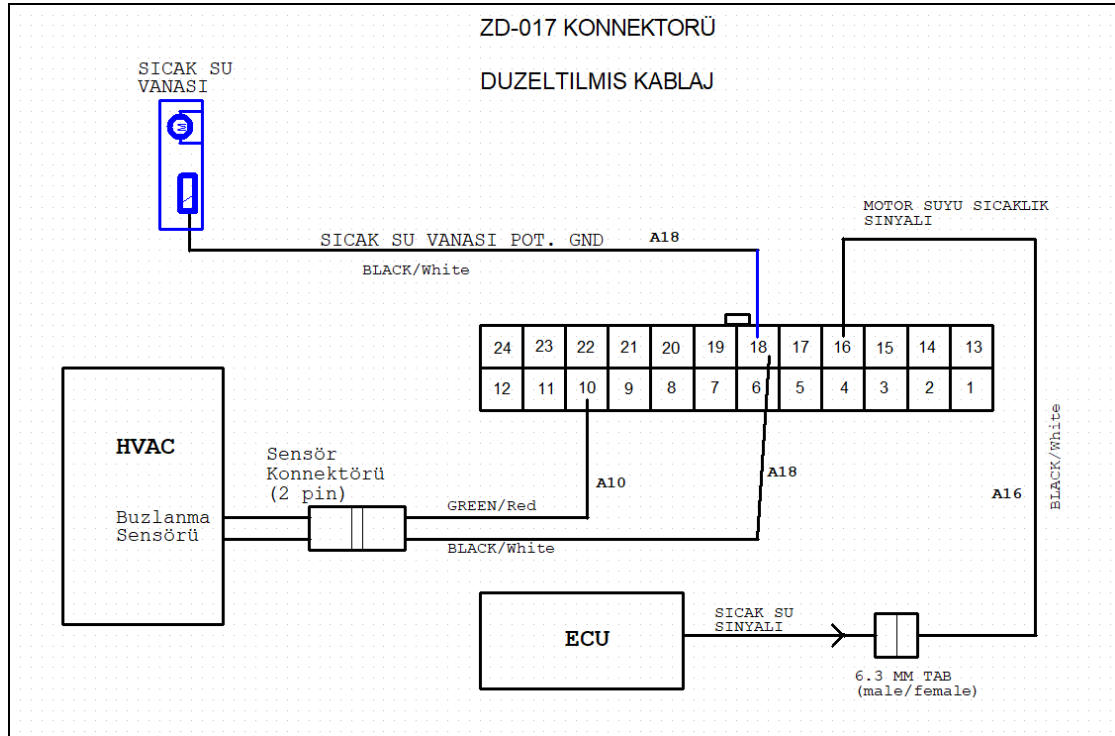 ZD-017 KONNEKTORÜ
DUZELTILMIS KABLAJ
SICAK SU
VANASI
M
MOTOR SUYU SICAKLIK
SINYALI
SICAK SU VANASI POT. GND
A18
BLACK/White
24 23 22 21 20 19 18 17 16 15 14 13
12 11 10 9 8 7 6 5 4 3 2 1
HVAC
Sensör
Konnektörü
(2 pin)
A10
A18
A16
BLACK/White
Buzlanma
Sensörü
GREEN/Red
BLACK/White
ECU
SICAK SU
SINYALI
6.3 MM TAB
(male/female)